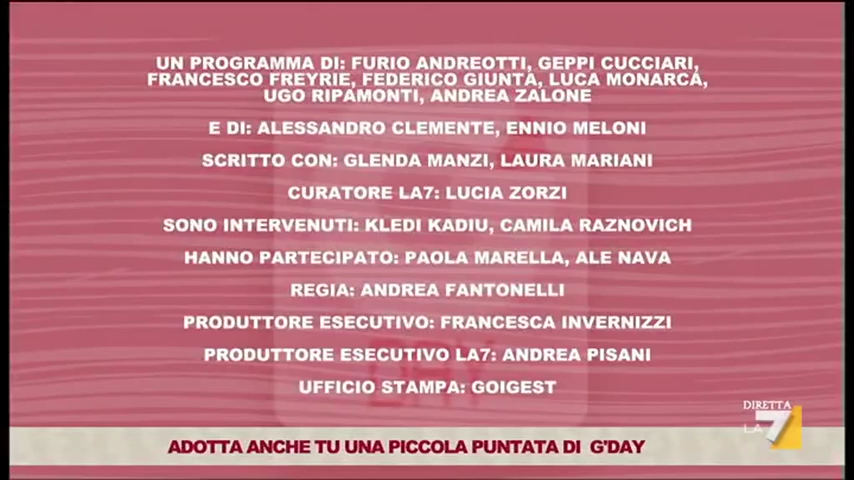 UN PROGRAMMA DI: FURIO ANDREOTTI, GEPPI CUCCIARI,
FRANCESCO FREYRIE, FEDERICO GIUNTA, LUCA MONARCA,
UGO RIPAMONTI, ANDREA ZALONE
E DI: ALESSANDRO CLEMENTE, ENNIO MELONI
SCRITTO CON: GLENDA MANZI, LAURA MARIANI
CURATORE LA7: LUCIA ZORZI
SONO INTERVENUTI: KLEDI KADIU, CAMILA RAZNOVICH
HANNO PARTECIPATO: PAOLA MARELLA, ALE NAVA
REGIA: ANDREA FANTONELLI
PRODUTTORE ESECUTIVO: FRANCESCA INVERNIZZI
PRODUTTORE ESECUTIVO LA7: ANDREA PISANI
DAY
UFFICIO STAMPA: GOIGEST
DIRETTA
LA 7
ADOTTA ANCHE TU UNA PICCOLA PUNTATA DI G'DAY